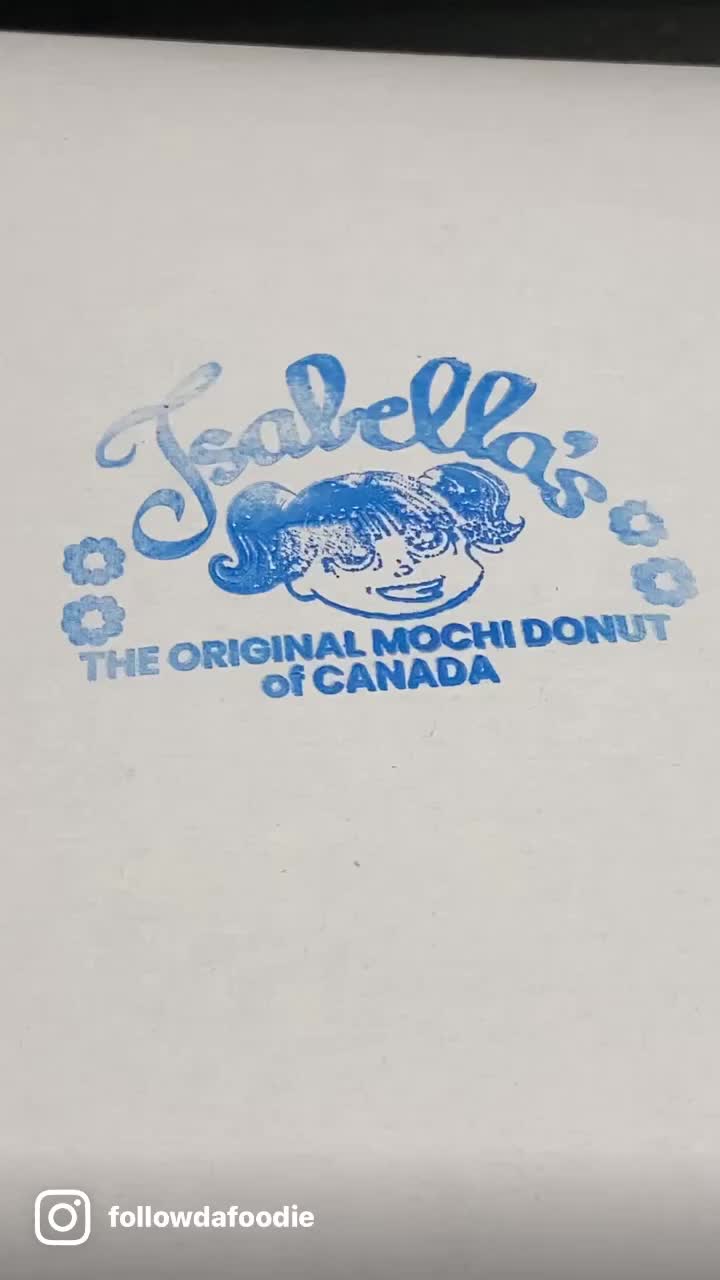 Isabella's
THE ORIGINAL MOCHI DONUT
of CANADA
followdafoodie